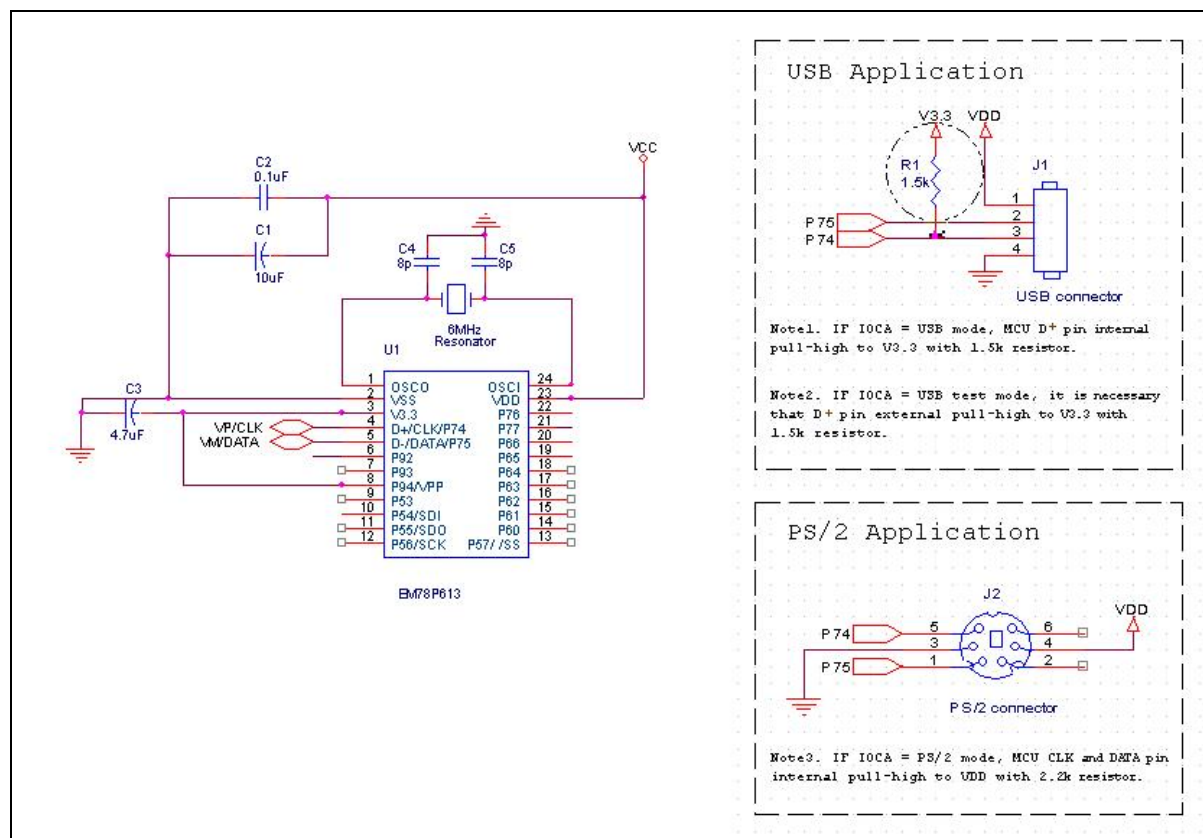 VCC
C2
0.1uF
C1
10uF
C4
8p
C5
8p
6MHz
Resonator
U1
C3
4.7uF
VP/CLK
VM/DATA
1 OSCO
2 VSS
3 V3.3
4 D+/CLK/P74
5 D-/DATA/P75
6 P92
7 P93
8 P94/VPP
9 P53
10 P54/SDI
11 P55/SDO
12 P56/SCK
OSCI 24
VDD 23
P76 22
P77 21
P66 20
P65 19
P64 18
P63 17
P62 16
P61 15
P60 14
P57/ /SS 13
EM78P613
USB Application
V3.3 VDD
R1
1.5k
J1
P75
P74
1
2
3
4
USB connector
Note1. IF IOCA = USB mode, MCU D+ pin internal
pull-high to V3.3 with 1.5k resistor.
Note2. IF IOCA = USB test mode, it is necessary
that D+ pin external pull-high to V3.3 with
1.5k resistor.
PS/2 Application
J2
VDD
P74 5 6
3 4
P75 1 2
PS/2 connector
Note3. IF IOCA = PS/2 mode, MCU CLK and DATA pin
internal pull-high to VDD with 2.2k resistor.